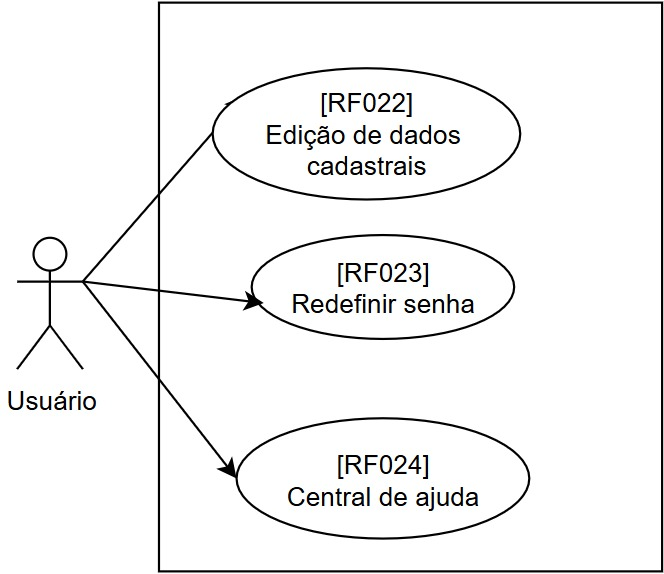 [RF022]
Edição de dados
cadastrais
[RF023]
Redefinir senha
Usuário
[RF024]
Central de ajuda